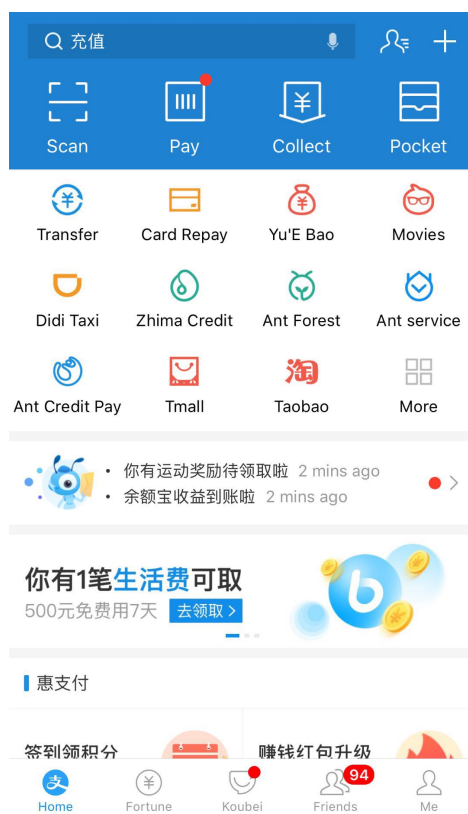 充值
Scan Pay Collect Pocket
Transfer Card Repay Yu'E Bao Movies
Didi Taxi Zhima Credit Ant Forest Ant service
Ant Credit Pay Tmall 淘 Taobao More
你有运动奖励待领取啦 2 mins ago
余额宝收益到账啦 2 mins ago
你有1笔生活费可取
500元免费用7天 去领取 >
惠支付
签到领积分 赚钱红包升级
支 94
Home Fortune Koubei Friends Me